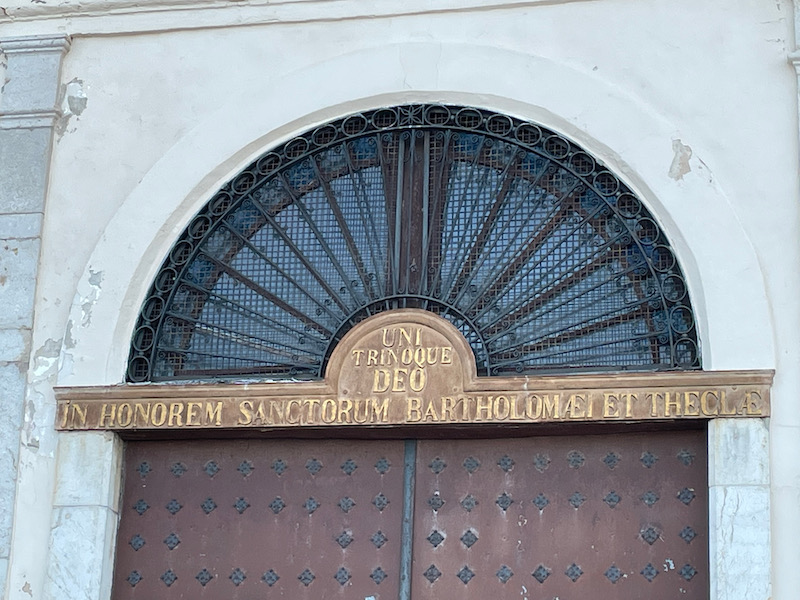 UNI
TRINOQUE
DEO
IN HONOREM SANCTORUM BARTHOLOMÆI ET THECLÆ